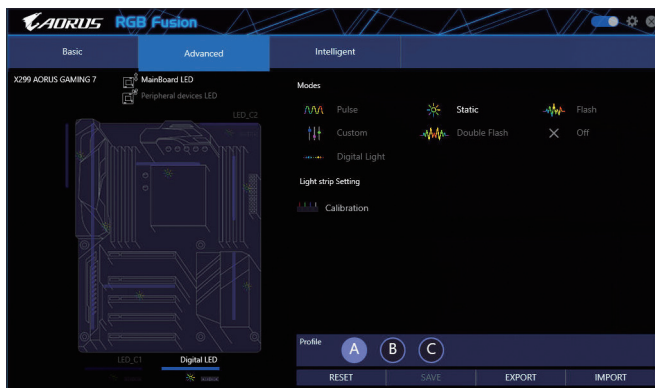 AORUS RGB Fusion
Basic Advanced Intelligent
X299 AORUS GAMING 7
MainBoard LED
Peripheral devices LED
LED_C2
LED_C1
Digital LED
Modes
Pulse Static Flash
Custom Double Flash Off
Digital Light
Light strip Setting
Calibration
Profile A B C
RESET SAVE EXPORT IMPORT